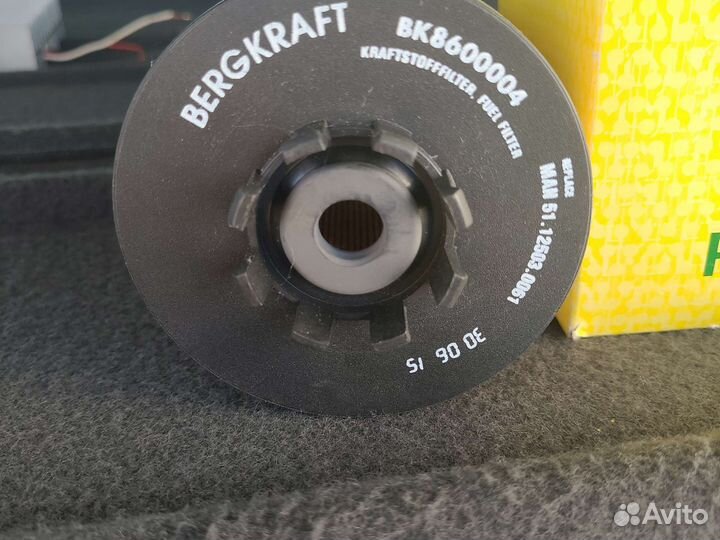 BERGKRAFT
BK8600004
KRAFTSTOFFFILTER, FUEL FILTER
REPLACE
MAN 51.12503.0061
30 06 15
Avito